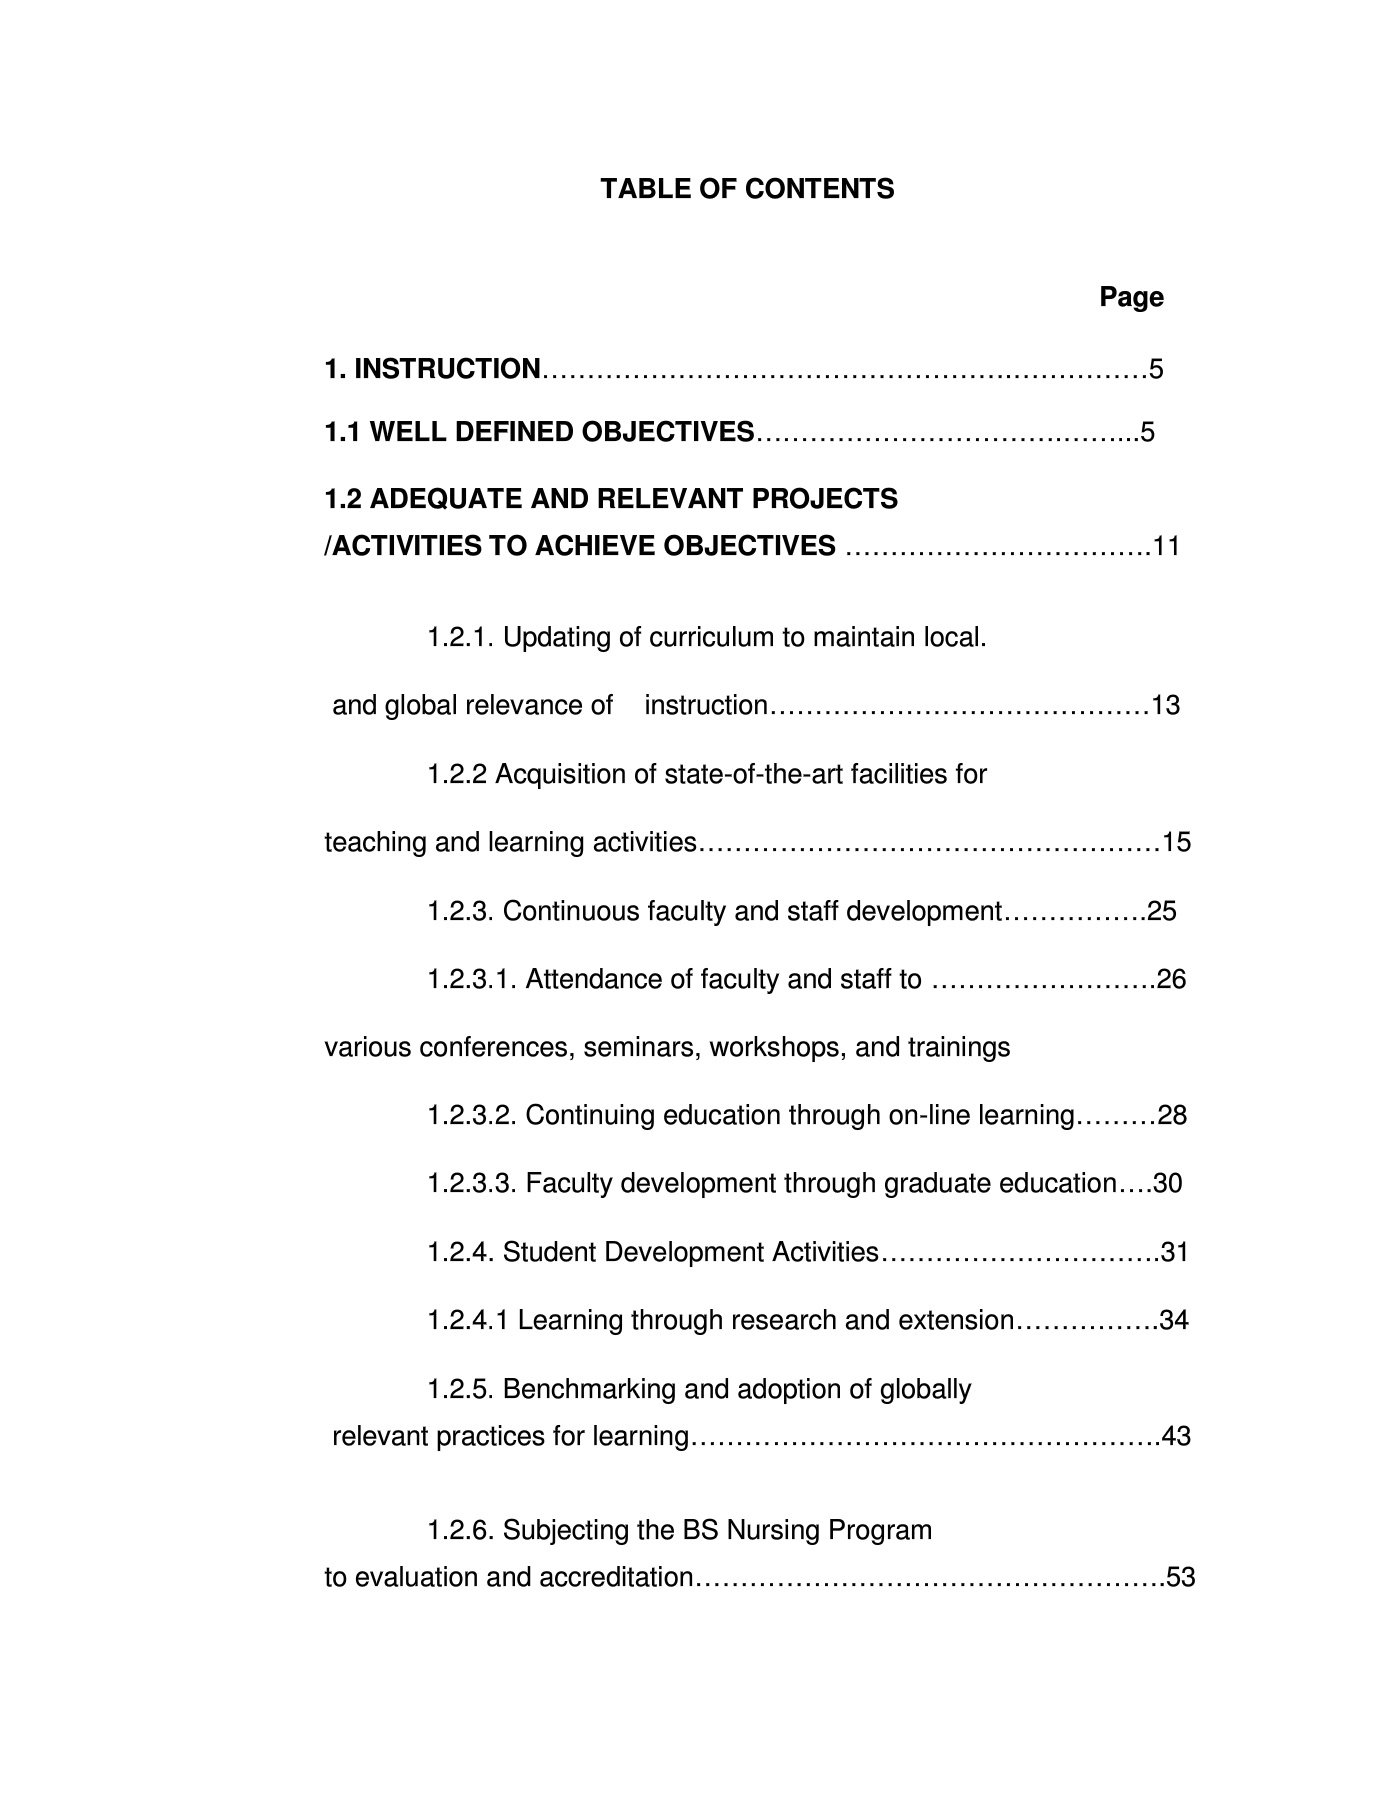 TABLE OF CONTENTS
Page
1. INSTRUCTION…………………………………………….……………5
1.1 WELL DEFINED OBJECTIVES…………………………….……...5
1.2 ADEQUATE AND RELEVANT PROJECTS
/ACTIVITIES TO ACHIEVE OBJECTIVES …………………………….11
1.2.1. Updating of curriculum to maintain local.
and global relevance of instruction……………………………………13
1.2.2 Acquisition of state-of-the-art facilities for
teaching and learning activities……………………………………………15
1.2.3. Continuous faculty and staff development…………….25
1.2.3.1. Attendance of faculty and staff to …………………….26
various conferences, seminars, workshops, and trainings
1.2.3.2. Continuing education through on-line learning………28
1.2.3.3. Faculty development through graduate education….30
1.2.4. Student Development Activities………………………….31
1.2.4.1 Learning through research and extension…………….34
1.2.5. Benchmarking and adoption of globally
relevant practices for learning…………………………………………….43
1.2.6. Subjecting the BS Nursing Program
to evaluation and accreditation…………………………………………….53